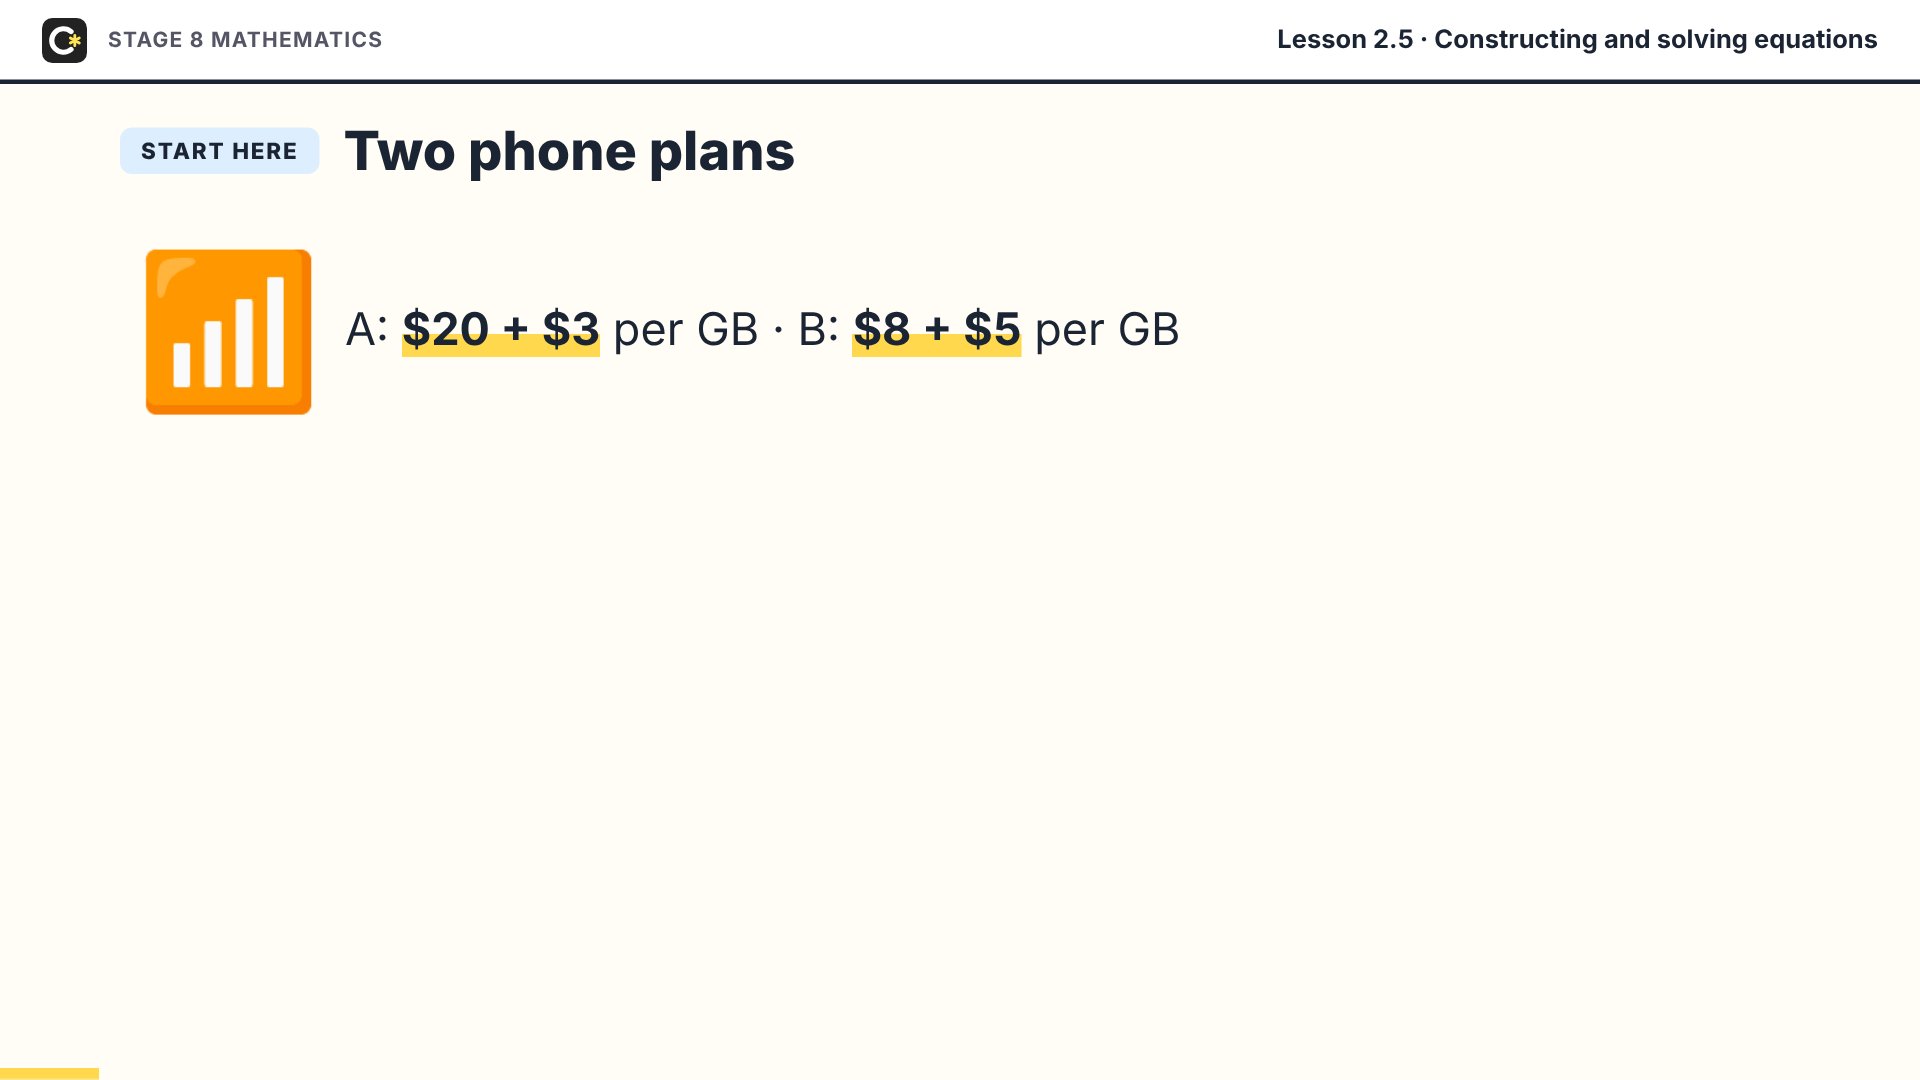 STAGE 8 MATHEMATICS
Lesson 2.5 · Constructing and solving equations
START HERE
Two phone plans
A: $20 + $3 per GB · B: $8 + $5 per GB